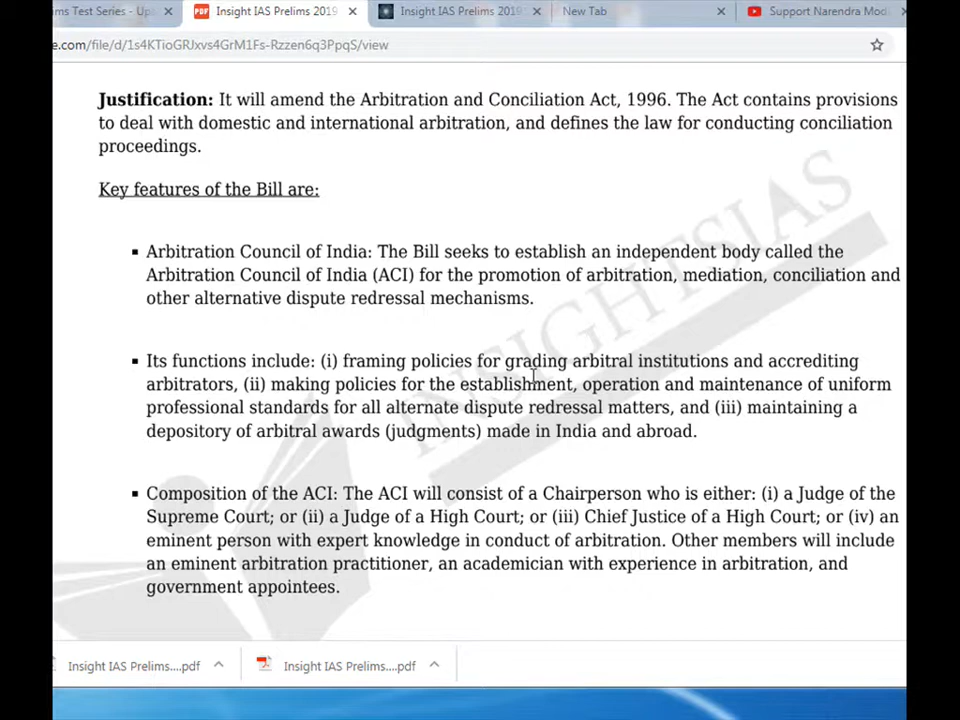 ms Test Series - Up
Insight IAS Prelims 2019
Insight IAS Prelims 2019
New Tab
Support Narendra Mod
e.com/file/d/1s4KTioGRJxvs4GrM1Fs-Rzzen6q3PpqS/view
Justification: It will amend the Arbitration and Conciliation Act, 1996. The Act contains provisions
to deal with domestic and international arbitration, and defines the law for conducting conciliation
proceedings.
Key features of the Bill are:
Arbitration Council of India: The Bill seeks to establish an independent body called the
Arbitration Council of India (ACI) for the promotion of arbitration, mediation, conciliation and
other alternative dispute redressal mechanisms.
Its functions include: (i) framing policies for grading arbitral institutions and accrediting
arbitrators, (ii) making policies for the establishment, operation and maintenance of uniform
professional standards for all alternate dispute redressal matters, and (iii) maintaining a
depository of arbitral awards (judgments) made in India and abroad.
Composition of the ACI: The ACI will consist of a Chairperson who is either: (i) a Judge of the
Supreme Court; or (ii) a Judge of a High Court; or (iii) Chief Justice of a High Court; or (iv) an
eminent person with expert knowledge in conduct of arbitration. Other members will include
an eminent arbitration practitioner, an academician with experience in arbitration, and
government appointees.
INSIGHTSIAS
Insight IAS Prelims....pdf
Insight IAS Prelims....pdf